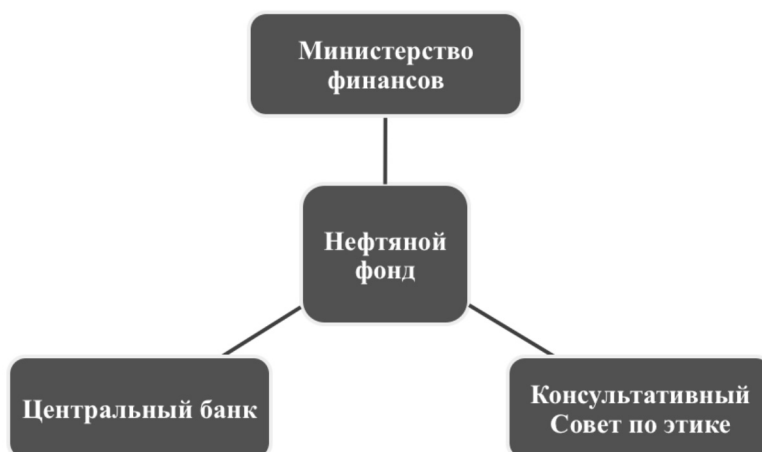 Министерство
финансов
Нефтяной
фонд
Центральный банк
Консультативный
Совет по этике